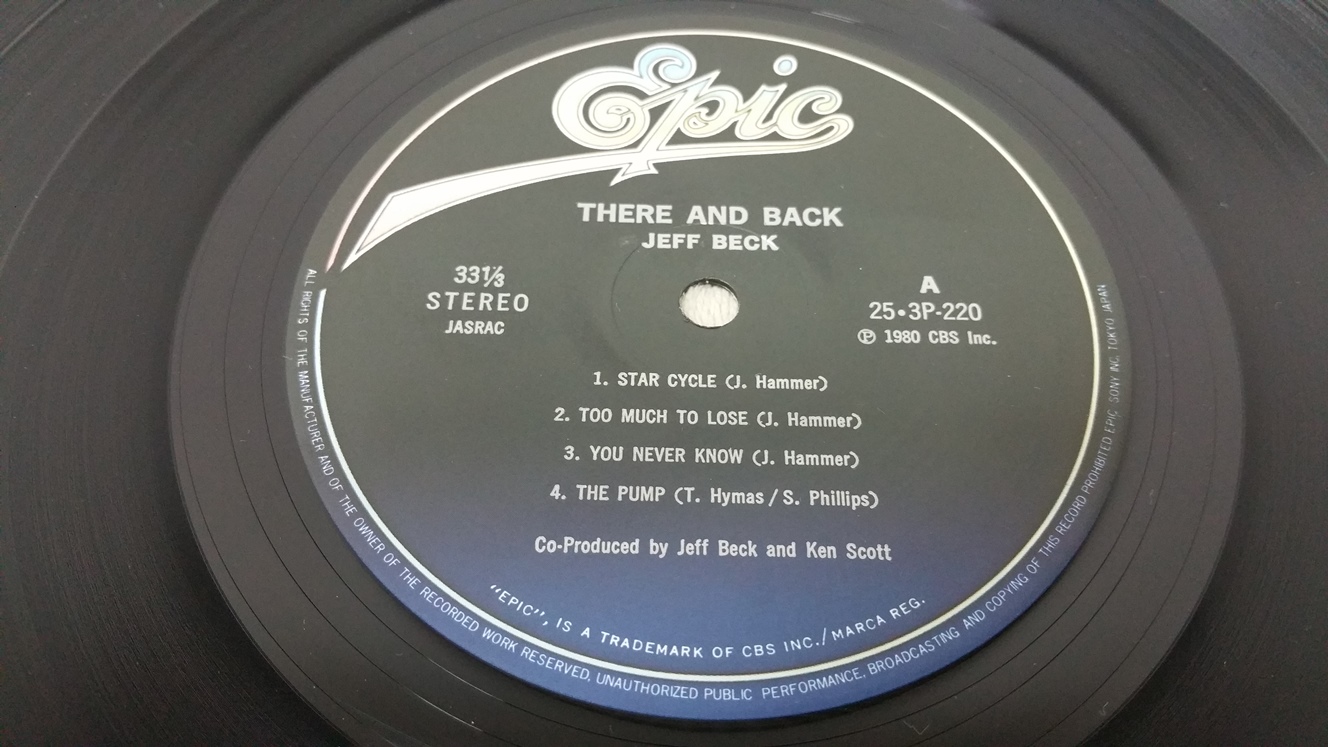 Epic
THERE AND BACK
JEFF BECK
33⅓
STEREO
JASRAC
A
25•3P-220
Ⓟ 1980 CBS Inc.
1. STAR CYCLE (J. Hammer)
2. TOO MUCH TO LOSE (J. Hammer)
3. YOU NEVER KNOW (J. Hammer)
4. THE PUMP (T. Hymas / S. Phillips)
Co-Produced by Jeff Beck and Ken Scott
"EPIC", IS A TRADEMARK OF CBS INC./MARCA REG.
ALL RIGHTS OF THE MANUFACTURER AND OF THE OWNER OF THE RECORDED WORK RESERVED, UNAUTHORIZED PUBLIC PERFORMANCE, BROADCASTING AND COPYING OF THIS RECORD PROHIBITED EPIC SONY INC. TOKYO JAPAN